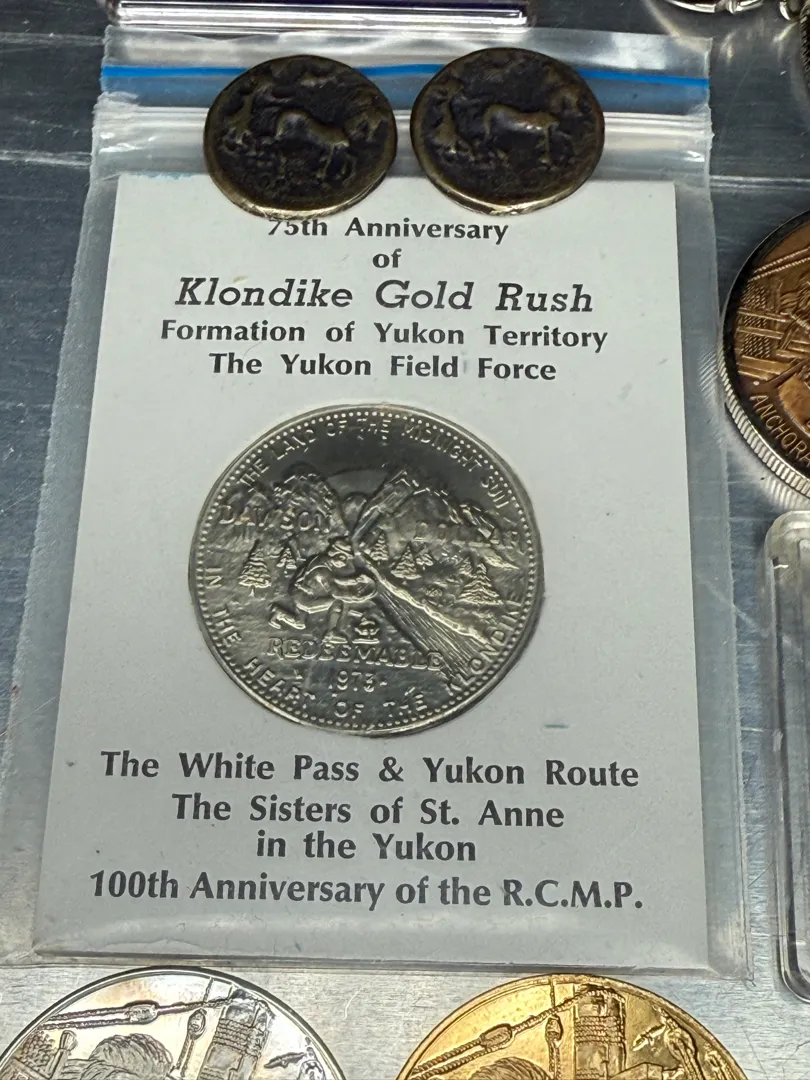 75th Anniversary
of
Klondike Gold Rush
Formation of Yukon Territory
The Yukon Field Force
THE LAND OF THE MIDNIGHT SUN
DAWSON DOLLAR
REDEEMABLE
1973
IN THE HEART OF THE KLONDIKE
The White Pass & Yukon Route
The Sisters of St. Anne
in the Yukon
100th Anniversary of the R.C.M.P.